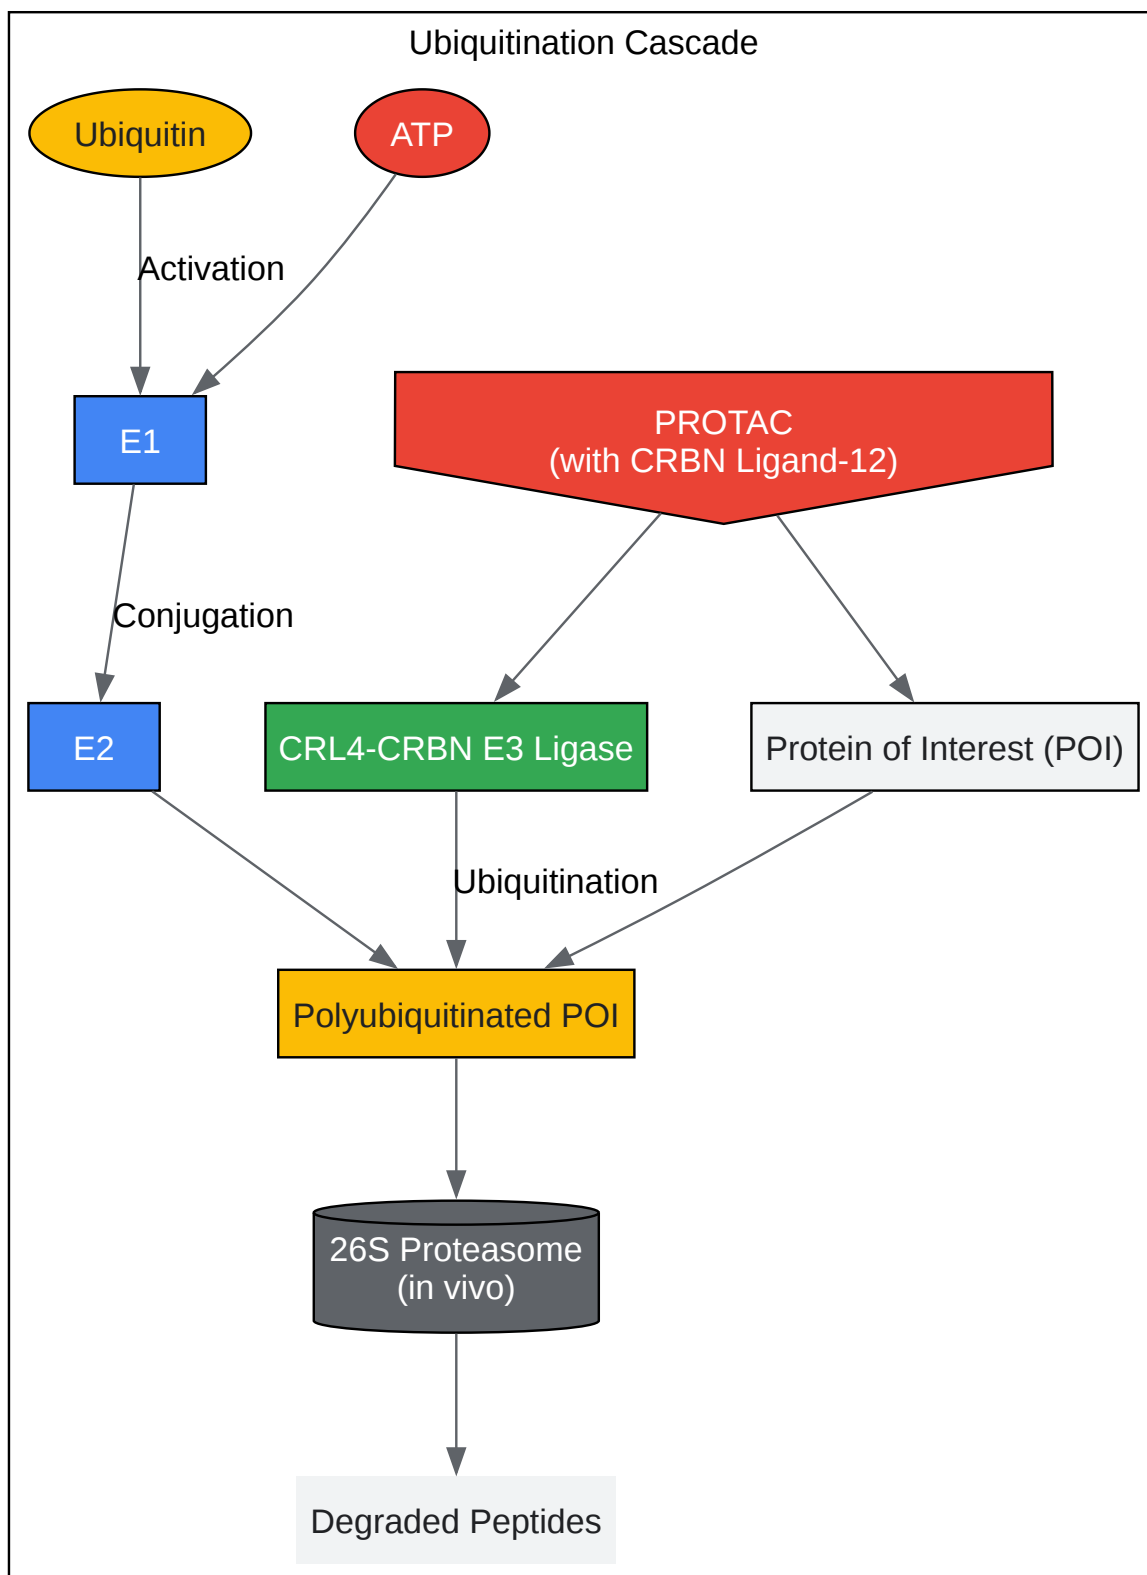 Ubiquitination Cascade
Ubiquitin
ATP
Activation
E1
PROTAC
(with CRBN Ligand-12)
Conjugation
E2
CRL4-CRBN E3 Ligase
Protein of Interest (POI)
Ubiquitination
Polyubiquitinated POI
26S Proteasome
(in vivo)
Degraded Peptides